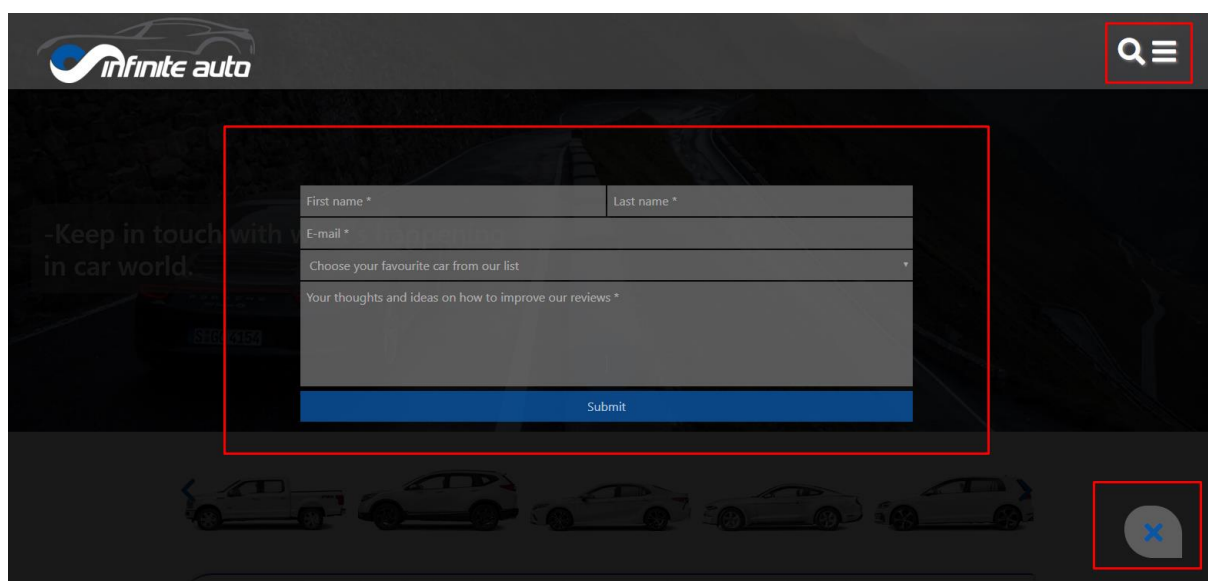 infinite auto
First name *
Last name *
-Keep in touch with
E-mail *
in car world.
Choose your favourite car from our list
Your thoughts and ideas on how to improve our reviews *
Submit